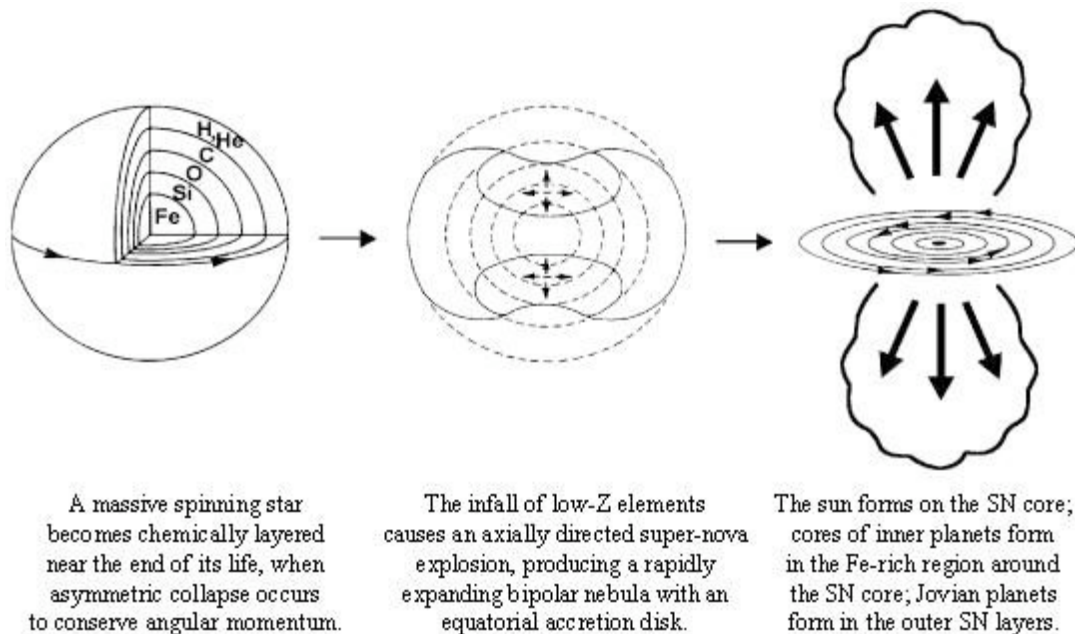 H, He
C
O
Si
Fe
A massive spinning star
becomes chemically layered
near the end of its life, when
asymmetric collapse occurs
to conserve angular momentum.
The infall of low-Z elements
causes an axially directed super-nova
explosion, producing a rapidly
expanding bipolar nebula with an
equatorial accretion disk.
The sun forms on the SN core;
cores of inner planets form
in the Fe-rich region around
the SN core; Jovian planets
form in the outer SN layers.